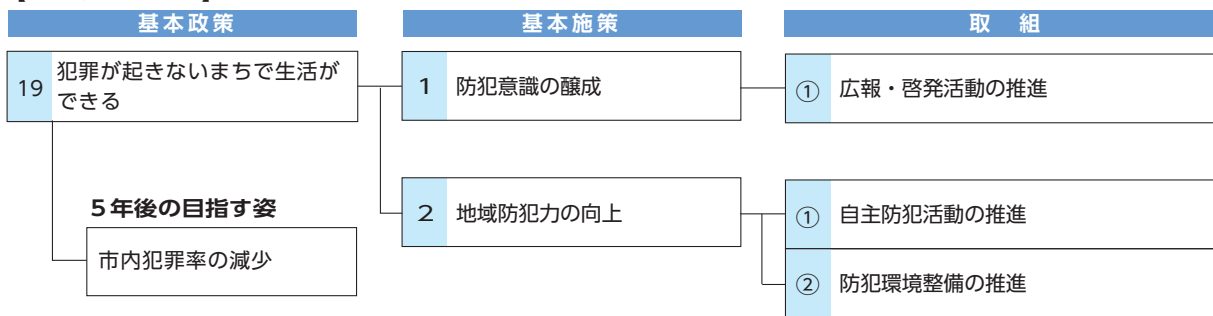 基本政策
基本施策
取　組
19 犯罪が起きないまちで生活が
できる
1 防犯意識の醸成
① 広報・啓発活動の推進
5年後の目指す姿
市内犯罪率の減少
2 地域防犯力の向上
① 自主防犯活動の推進
② 防犯環境整備の推進